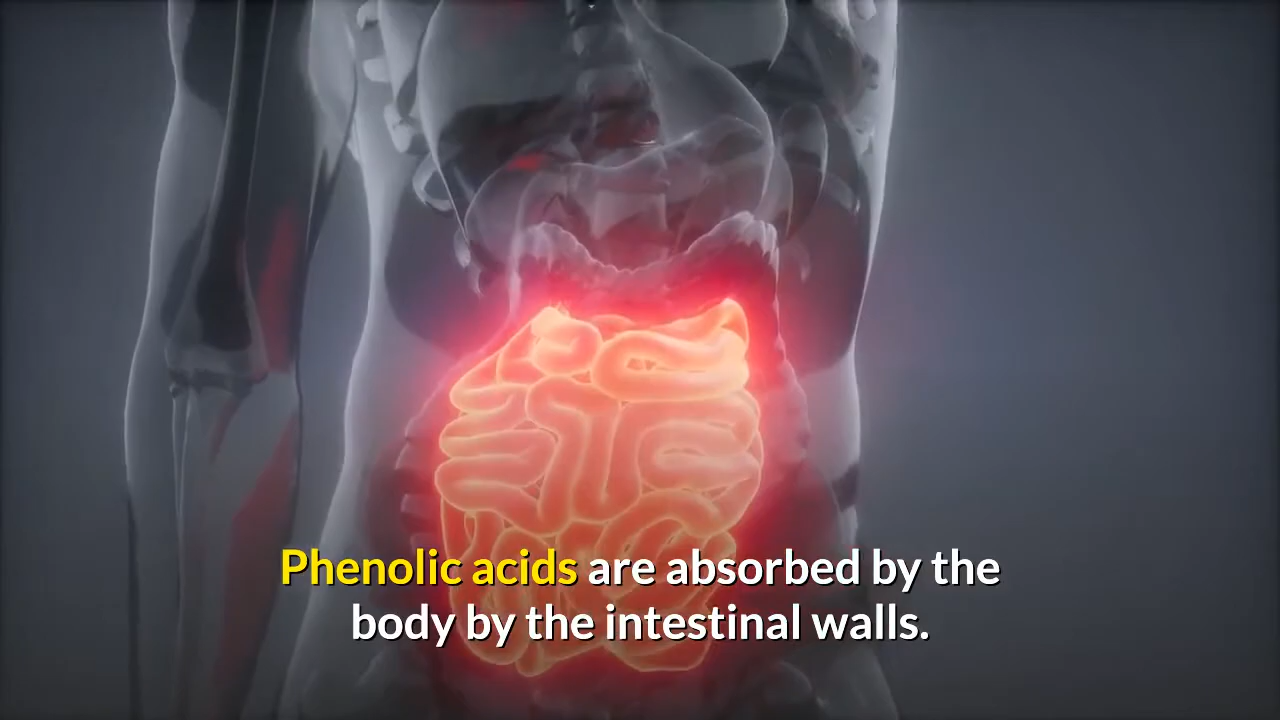 Phenolic acids are absorbed by the
body by the intestinal walls.